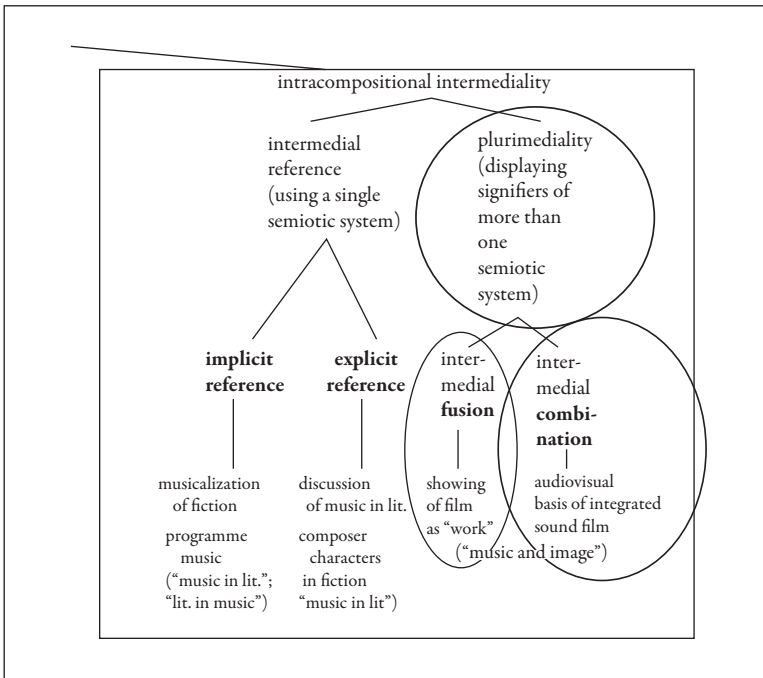 intracompositional intermediality
intermedial
reference
(using a single
semiotic system)
plurimediality
(displaying
signifiers of
more than
one
semiotic
system)
implicit
reference
explicit
reference
inter-
medial
fusion
inter-
medial
combi-
nation
musicalization
of fiction
programme
music
(“music in lit.”;
“lit. in music”)
discussion
of music in lit.
composer
characters
in fiction
“music in lit”)
showing
of film
as “work”
audiovisual
basis of integrated
sound film
(“music and image”)